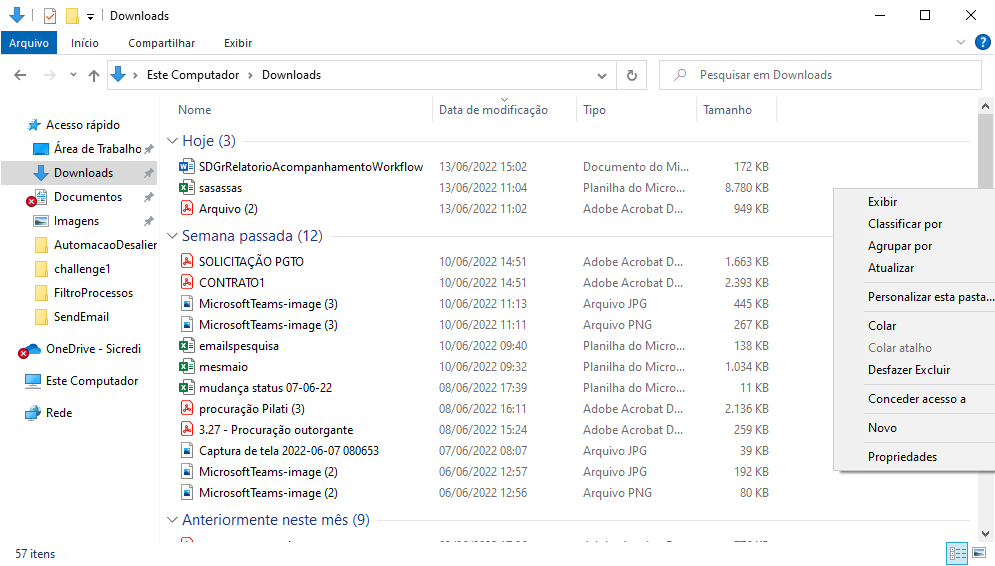 Downloads
Arquivo Início Compartilhar Exibir
Este Computador Downloads
Pesquisar em Downloads
Acesso rápido
Área de Trabalho
Downloads
Documentos
Imagens
AutomacaoDesalier
challenge1
FiltroProcessos
SendEmail
OneDrive - Sicredi
Este Computador
Rede
Nome Data de modificação Tipo Tamanho
Hoje (3)
SDGrRelatorioAcompanhamentoWorkflow 13/06/2022 15:02 Documento do Mi... 172 KB
sasassas 13/06/2022 11:04 Planilha do Micro... 8.780 KB
Arquivo (2) 13/06/2022 11:02 Adobe Acrobat D... 949 KB
Semana passada (12)
SOLICITAÇÃO PGTO 10/06/2022 14:51 Adobe Acrobat D... 1.663 KB
CONTRATO1 10/06/2022 14:51 Adobe Acrobat D... 2.393 KB
MicrosoftTeams-image (3) 10/06/2022 11:13 Arquivo JPG 445 KB
MicrosoftTeams-image (3) 10/06/2022 11:11 Arquivo PNG 267 KB
emailspesquisa 10/06/2022 09:40 Planilha do Micro... 138 KB
mesmaio 10/06/2022 09:32 Planilha do Micro... 1.034 KB
mudança status 07-06-22 08/06/2022 17:39 Planilha do Micro... 11 KB
procuração Pilati (3) 08/06/2022 16:11 Adobe Acrobat D... 2.136 KB
3.27 - Procuração outorgante 08/06/2022 15:24 Adobe Acrobat D... 259 KB
Captura de tela 2022-06-07 080653 07/06/2022 08:07 Arquivo JPG 39 KB
MicrosoftTeams-image (2) 06/06/2022 12:57 Arquivo JPG 192 KB
MicrosoftTeams-image (2) 06/06/2022 12:56 Arquivo PNG 80 KB
Anteriormente neste mês (9)
Exibir
Classificar por
Agrupar por
Atualizar
Personalizar esta pasta...
Colar
Colar atalho
Desfazer Excluir
Conceder acesso a
Novo
Propriedades
57 itens